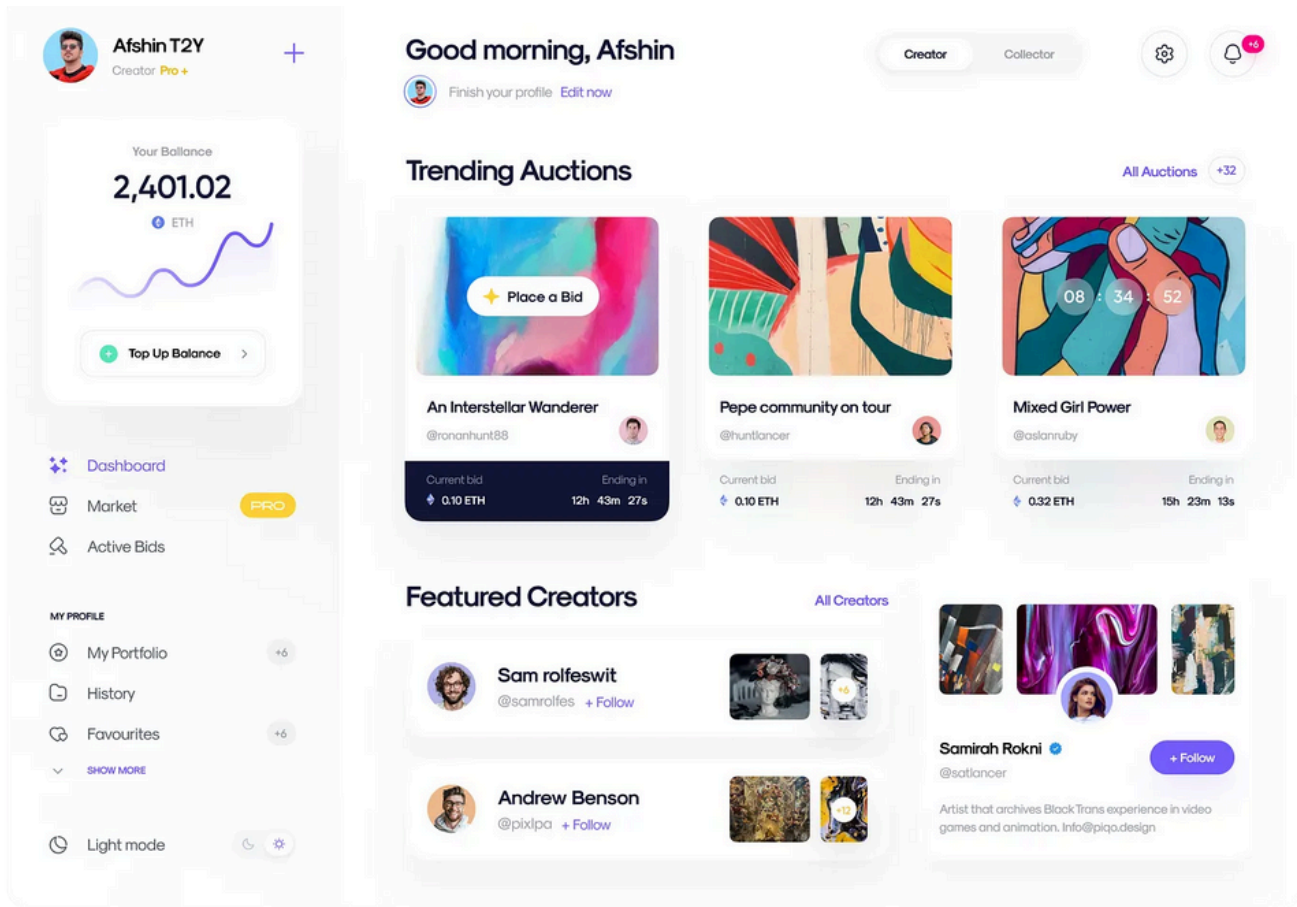 Afshin T2Y
Creator Pro +
Your Ballance
2,401.02
ETH
Top Up Balance
Dashboard
Market PRO
Active Bids
MY PROFILE
My Portfolio +6
History
Favourites +6
SHOW MORE
Light mode
Good morning, Afshin
Finish your profile Edit now
Creator Collector
+6
Trending Auctions
All Auctions +32
Place a Bid
An Interstellar Wanderer
@ronanhunt88
Current bid Ending in
0.10 ETH 12h 43m 27s
Pepe community on tour
@huntlancer
Current bid Ending in
0.10 ETH 12h 43m 27s
08 : 34 : 52
Mixed Girl Power
@aslanruby
Current bid Ending in
0.32 ETH 15h 23m 13s
Featured Creators
All Creators
Sam rolfeswit
@samrolfes + Follow
+6
Andrew Benson
@pixlpa + Follow
+12
Samirah Rokni
@satlancer
+ Follow
Artist that archives Black Trans experience in video
games and animation. Info@piqo.design